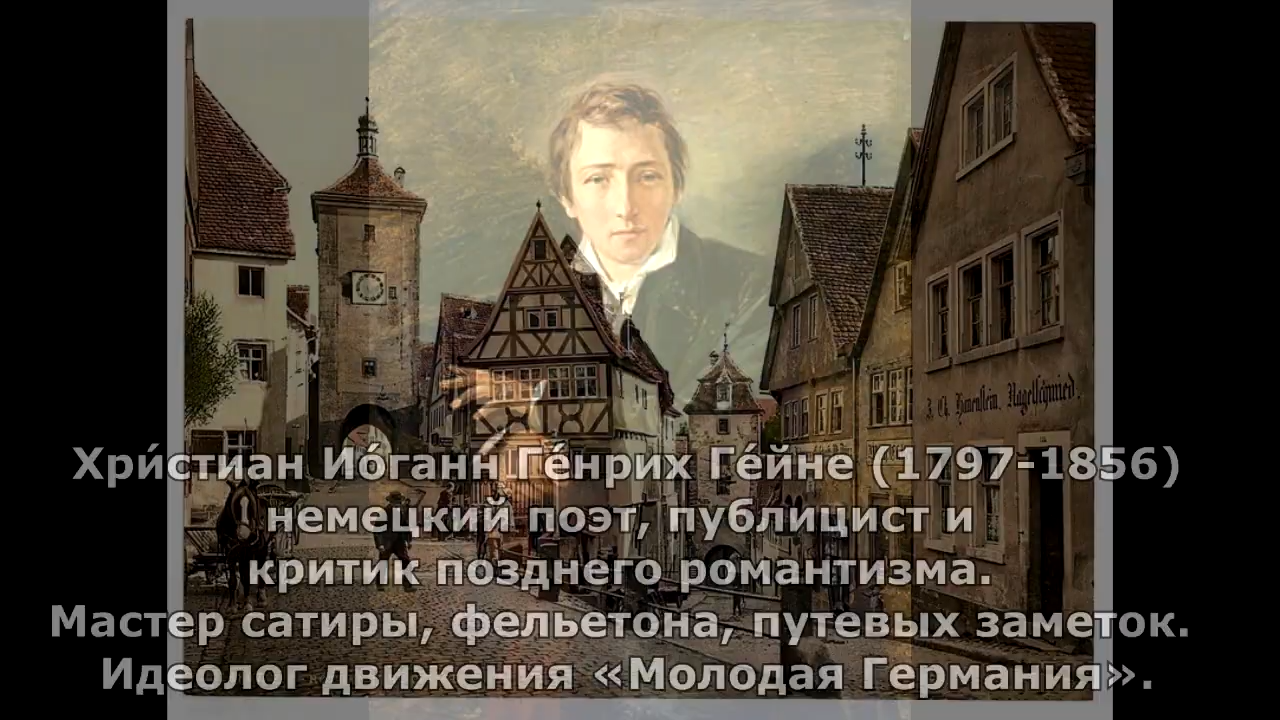 Хри́стиан Ио́ганн Ге́нрих Ге́йне (1797-1856)
немецкий поэт, публицист и
критик позднего романтизма.
Мастер сатиры, фельетона, путевых заметок.
Идеолог движения «Молодая Германия».
Nagelschmied.